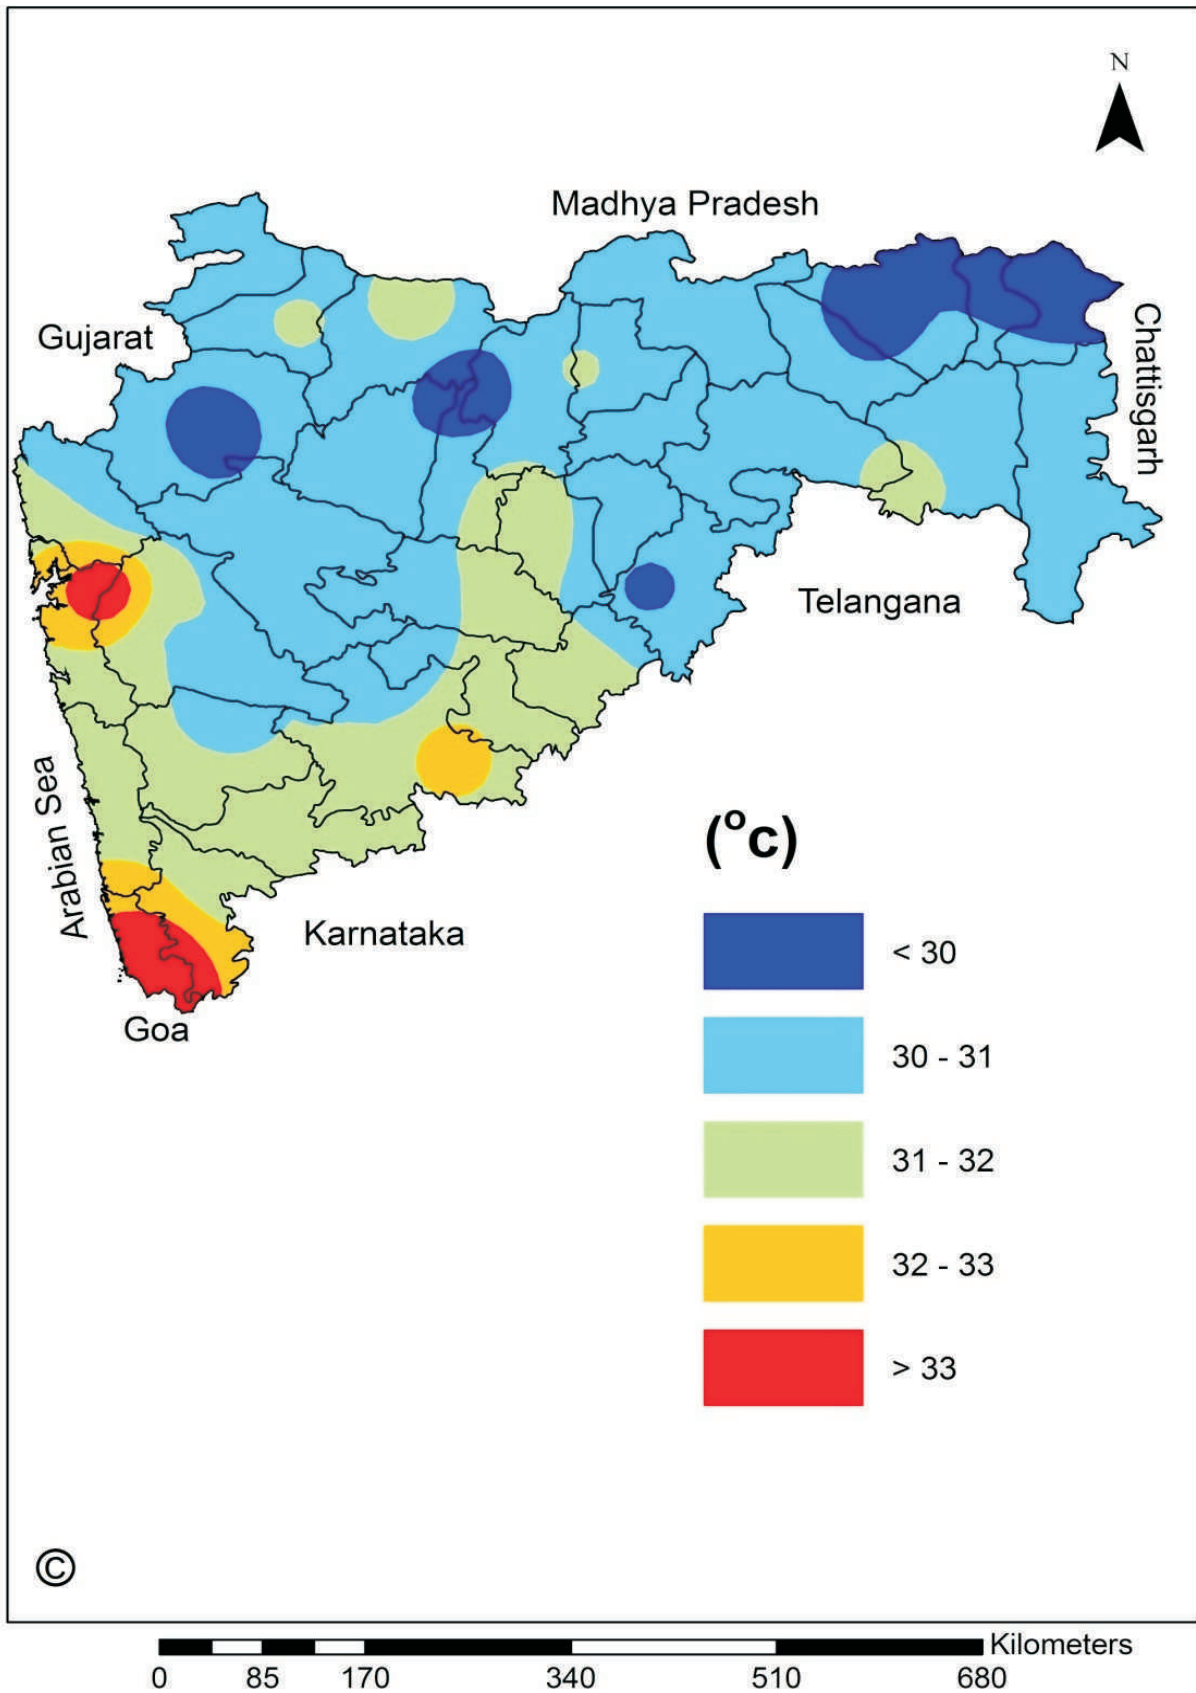 N
Madhya Pradesh
Gujarat
Chattisgarh
Telangana
Arabian Sea
Karnataka
Goa
(°c)
< 30
30 - 31
31 - 32
32 - 33
> 33
©
Kilometers
0 85 170 340 510 680